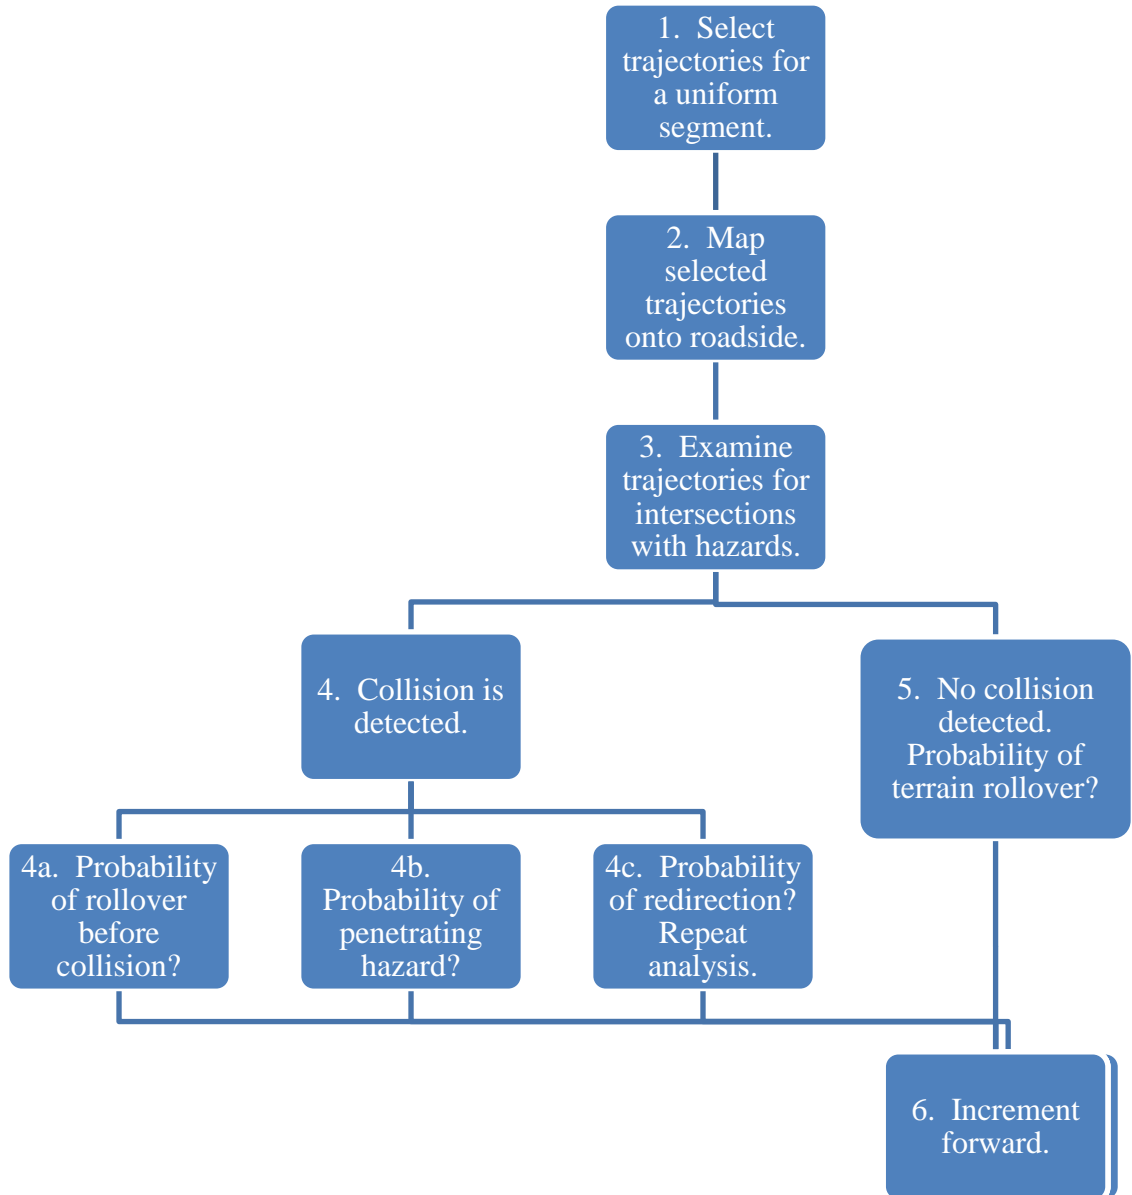 1. Select
trajectories for
a uniform
segment.
2. Map
selected
trajectories
onto roadside.
3. Examine
trajectories for
intersections
with hazards.
4. Collision is
detected.
5. No collision
detected.
Probability of
terrain rollover?
4a. Probability
of rollover
before
collision?
4b.
Probability of
penetrating
hazard?
4c. Probability
of redirection?
Repeat
analysis.
6. Increment
forward.